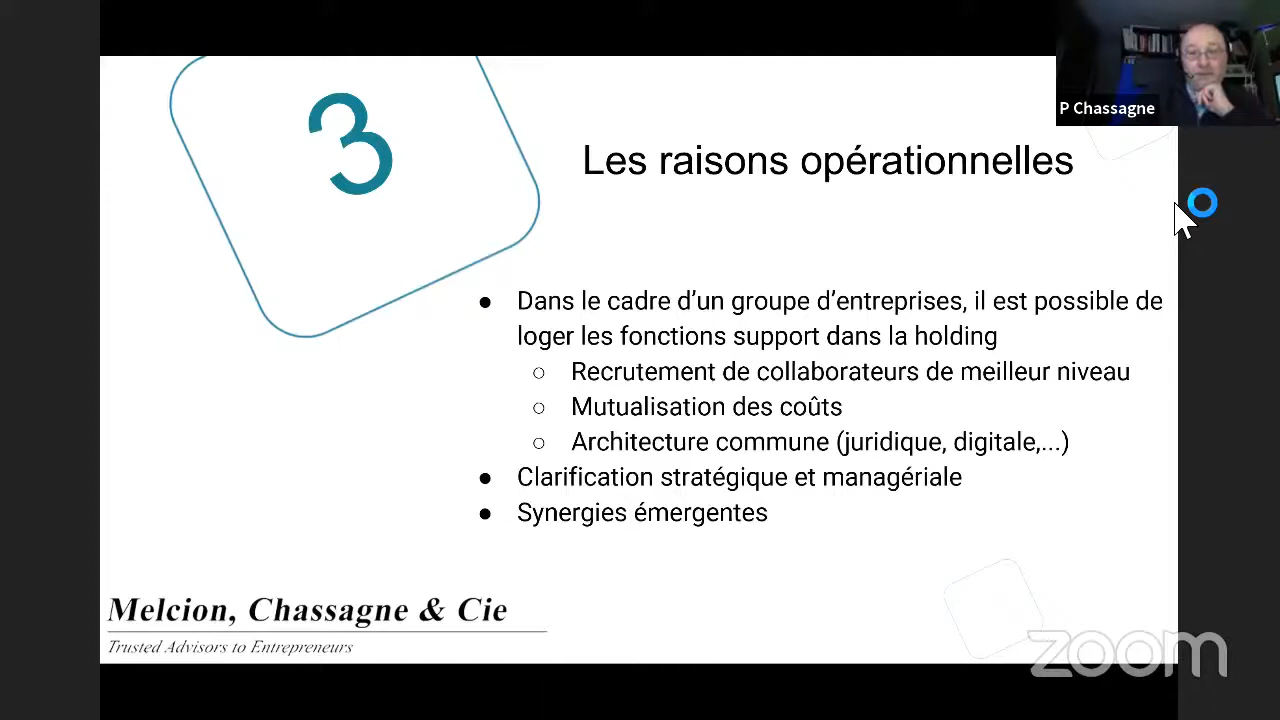 P Chassagne
3
Les raisons opérationnelles
● Dans le cadre d’un groupe d’entreprises, il est possible de
loger les fonctions support dans la holding
○ Recrutement de collaborateurs de meilleur niveau
○ Mutualisation des coûts
○ Architecture commune (juridique, digitale,...)
● Clarification stratégique et managériale
● Synergies émergentes
Melcion, Chassagne & Cie
Trusted Advisors to Entrepreneurs
zoom